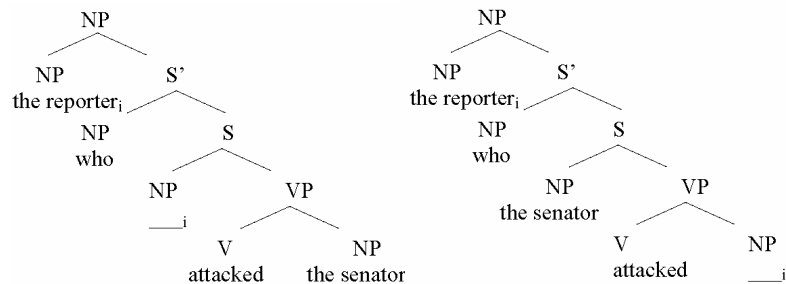 NP NP
NP S’ NP S’
the reporteri the reporteri
NP S NP S
who who
NP VP NP VP
___i the senator
V NP V NP
attacked the senator attacked ___i